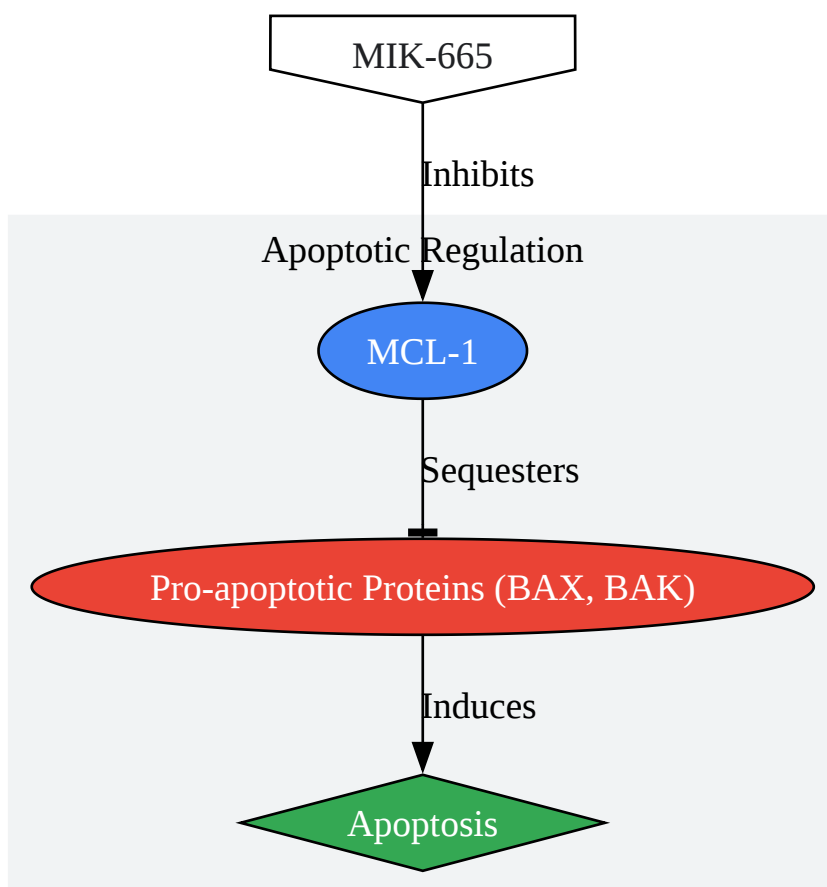 MIK-665
Inhibits
Apoptotic Regulation
MCL-1
Sequesters
Pro-apoptotic Proteins (BAX, BAK)
Induces
Apoptosis